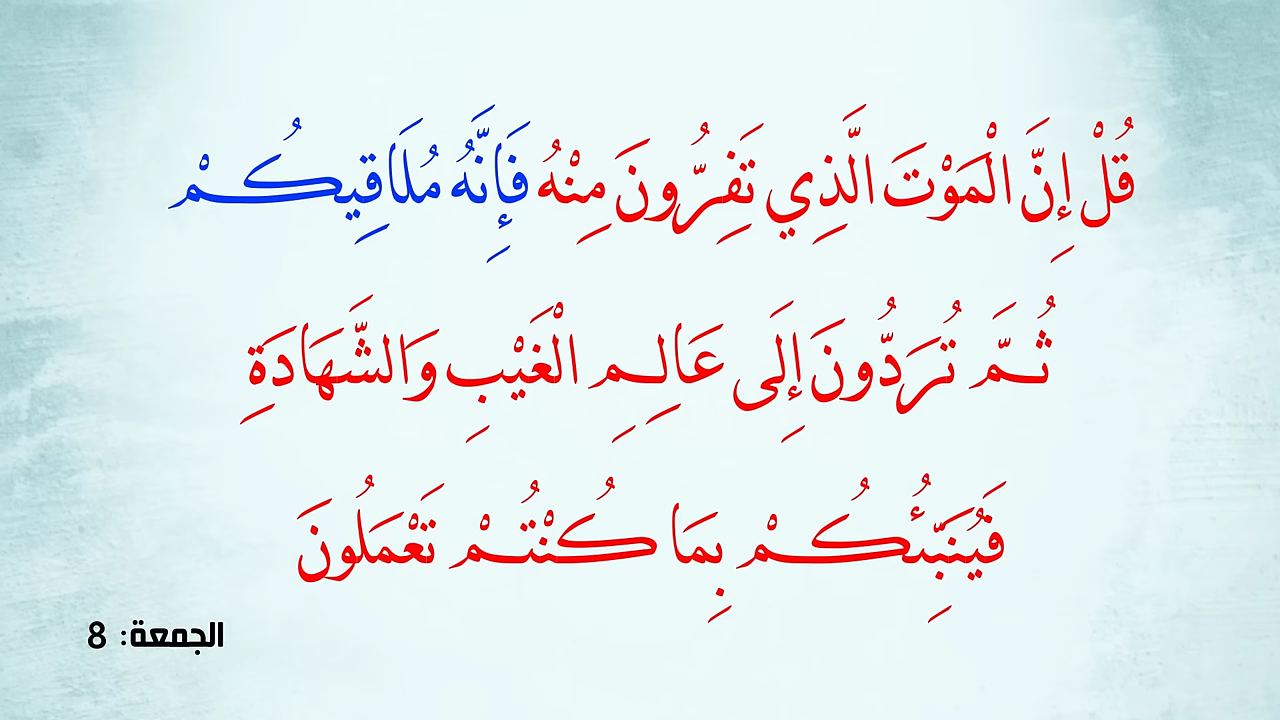 قُلْ إِنَّ الْمَوْتَ الَّذِي تَفِرُّونَ مِنْهُ فَإِنَّهُ مُلَاقِيكُمْ
ثُمَّ تُرَدُّونَ إِلَى عَالِمِ الْغَيْبِ وَالشَّهَادَةِ
فَيُنَبِّئُكُمْ بِمَا كُنْتُمْ تَعْمَلُونَ
الجمعة: 8